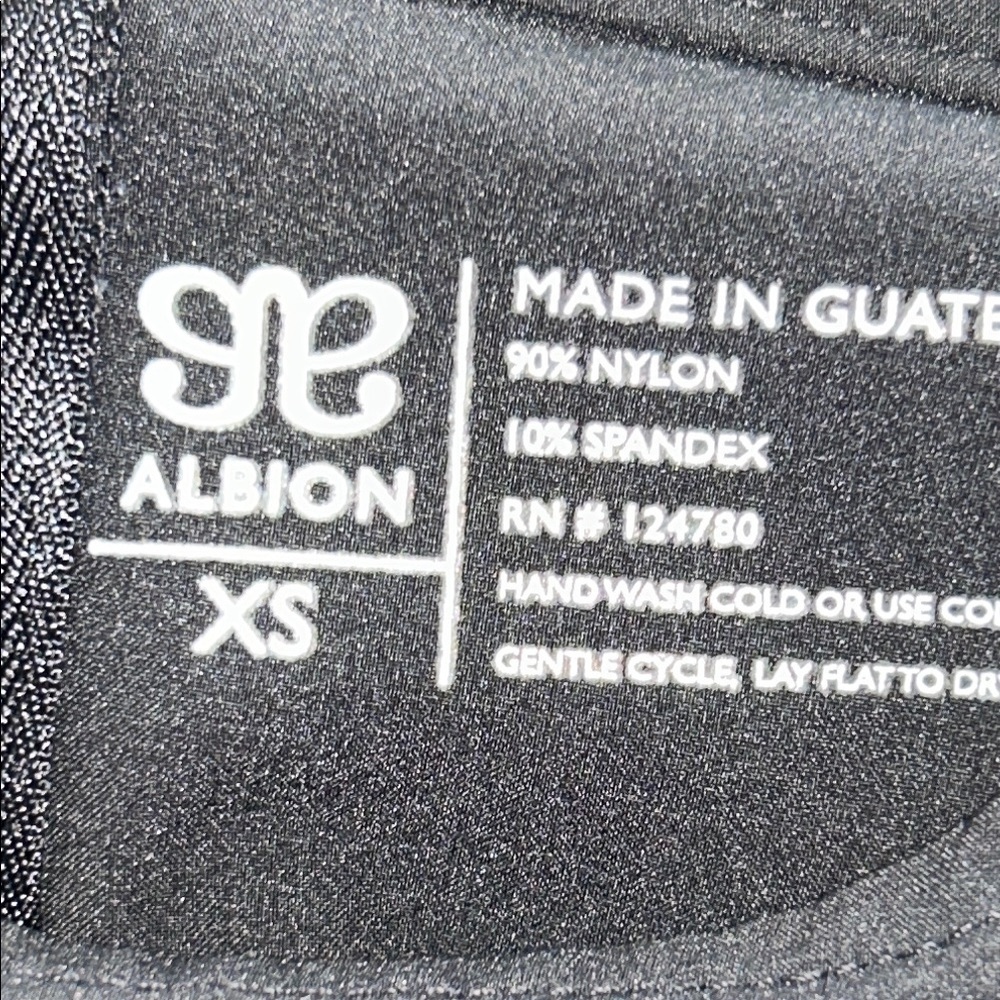 ALBION
XS
MADE IN GUATE
90% NYLON
10% SPANDEX
RN # 124780
HAND WASH COLD OR USE CO
GENTLE CYCLE, LAY FLAT TO DR